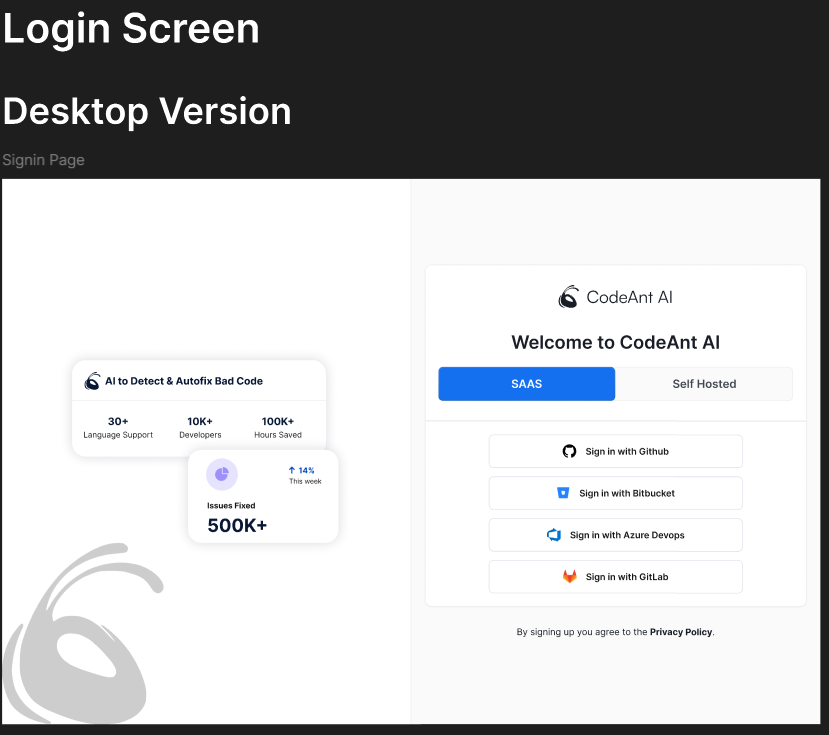 Login Screen
Desktop Version
Signin Page
AI to Detect & Autofix Bad Code
30+
Language Support
10K+
Developers
100K+
Hours Saved
↑ 14%
This week
Issues Fixed
500K+
CodeAnt AI
Welcome to CodeAnt AI
SAAS
Self Hosted
Sign in with Github
Sign in with Bitbucket
Sign in with Azure Devops
Sign in with GitLab
By signing up you agree to the Privacy Policy.